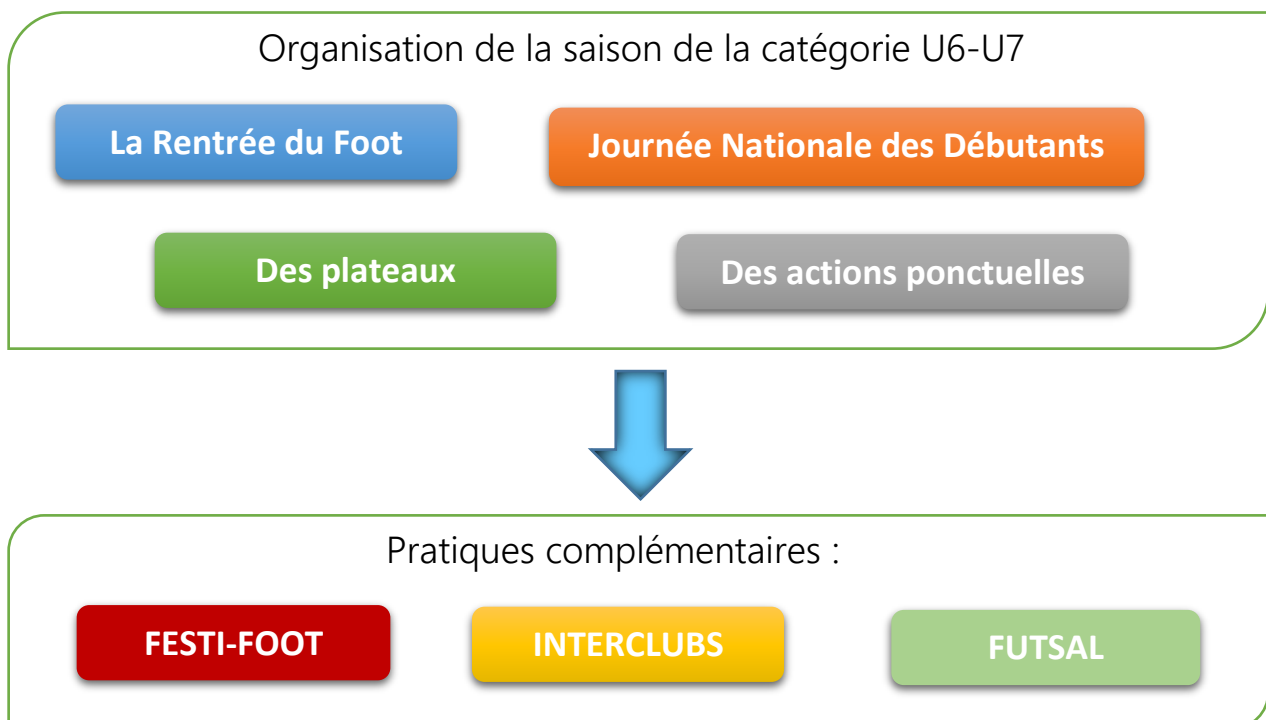 Organisation de la saison de la catégorie U6-U7
La Rentrée du Foot
Journée Nationale des Débutants
Des plateaux
Des actions ponctuelles
Pratiques complémentaires :
FESTI-FOOT
INTERCLUBS
FUTSAL